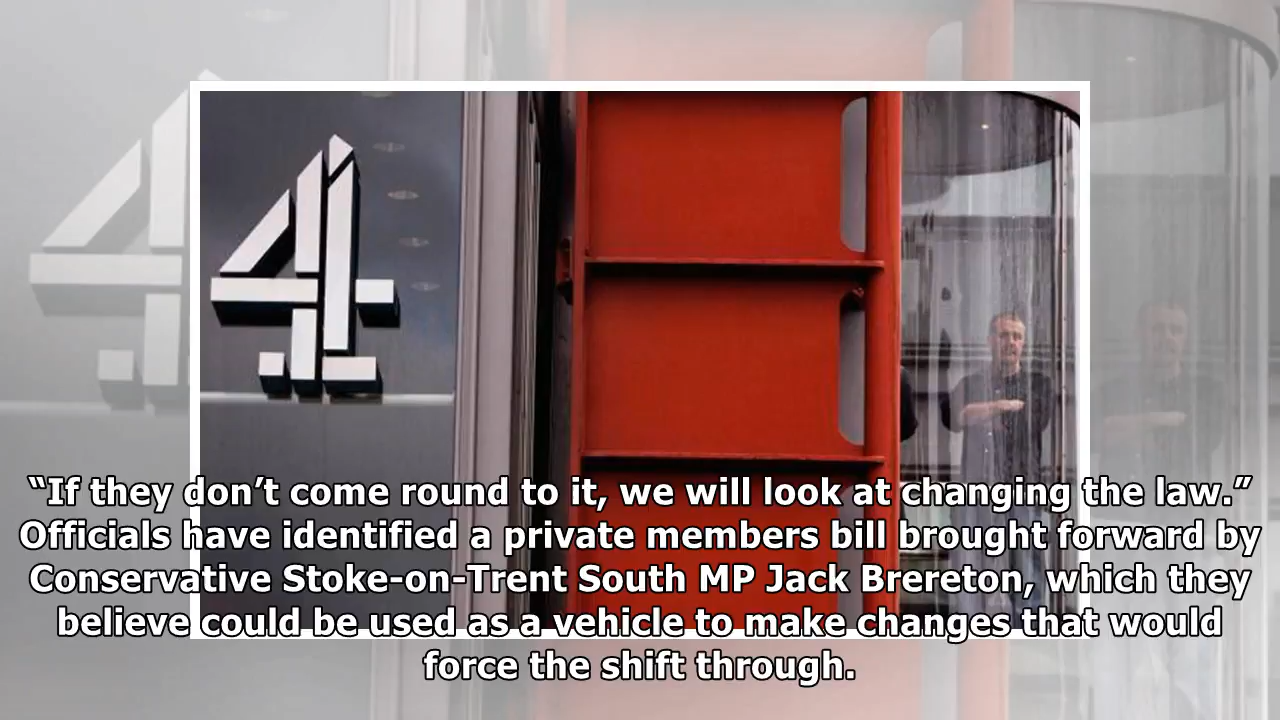 4
“If they don’t come round to it, we will look at changing the law.”
Officials have identified a private members bill brought forward by
Conservative Stoke-on-Trent South MP Jack Brereton, which they
believe could be used as a vehicle to make changes that would
force the shift through.